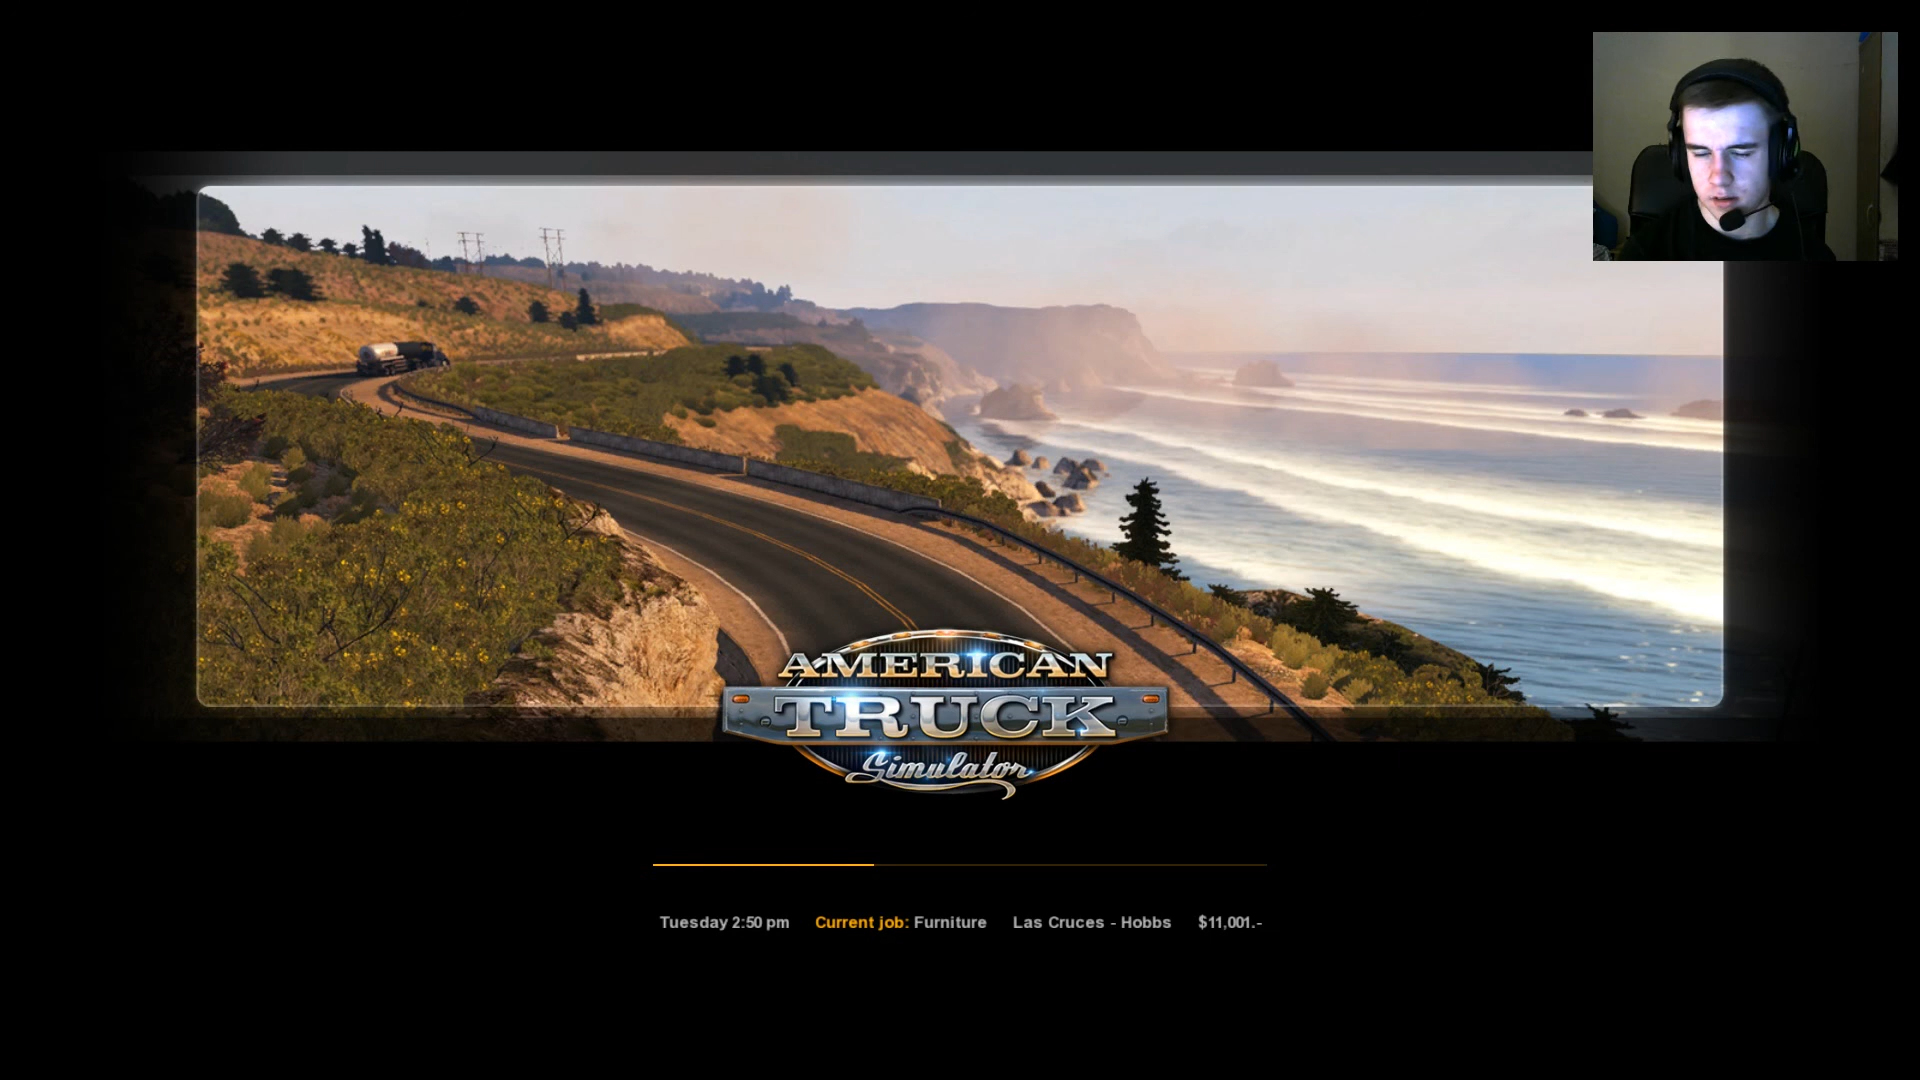 AMERICAN
TRUCK
Simulator
Tuesday 2:50 pm Current job: Furniture Las Cruces - Hobbs $11,001.-